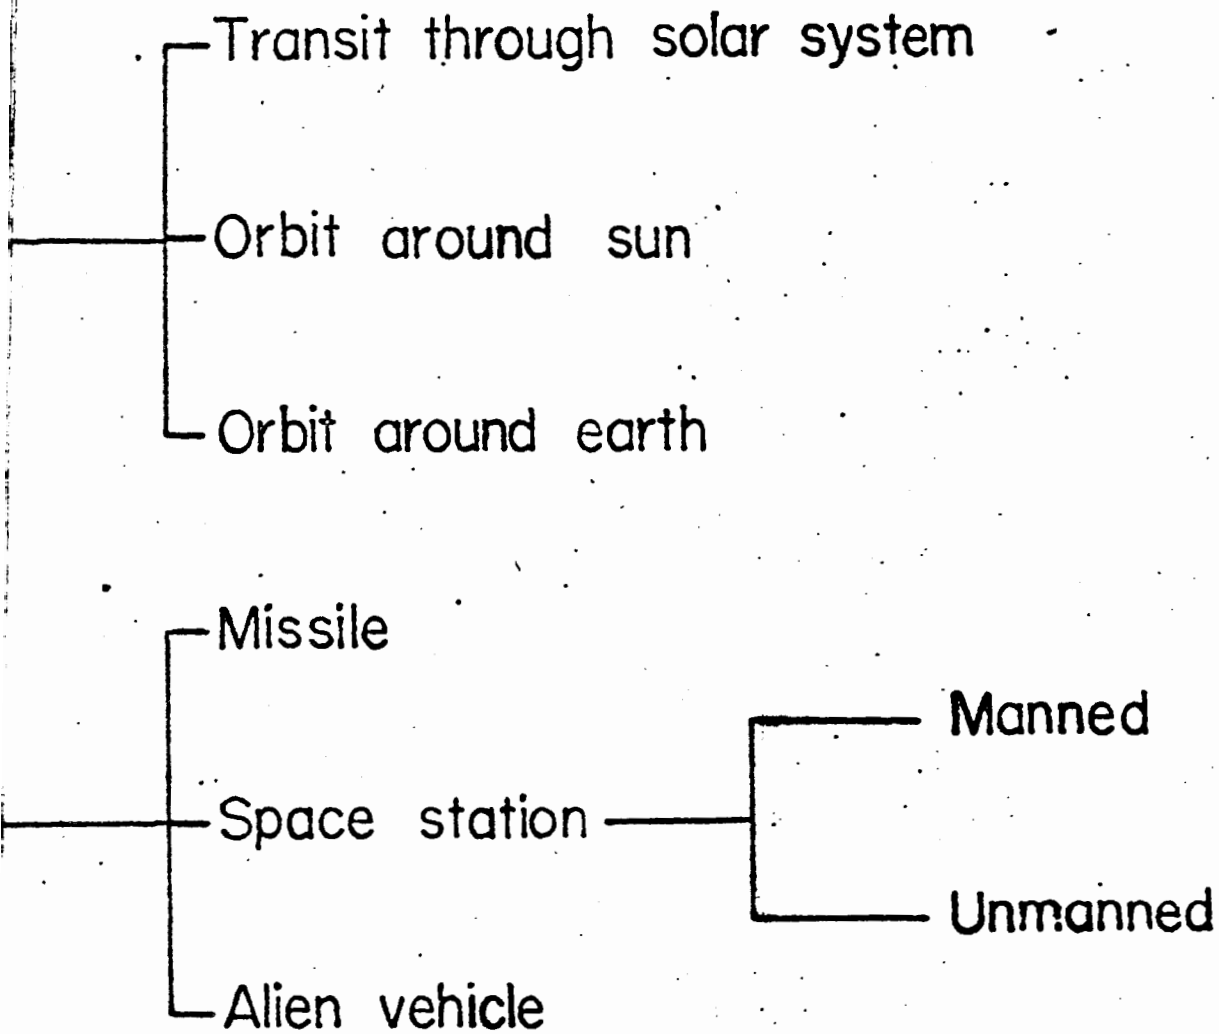 Transit through solar system
Orbit around sun
Orbit around earth
Missile
Manned
Space station
Unmanned
Alien vehicle